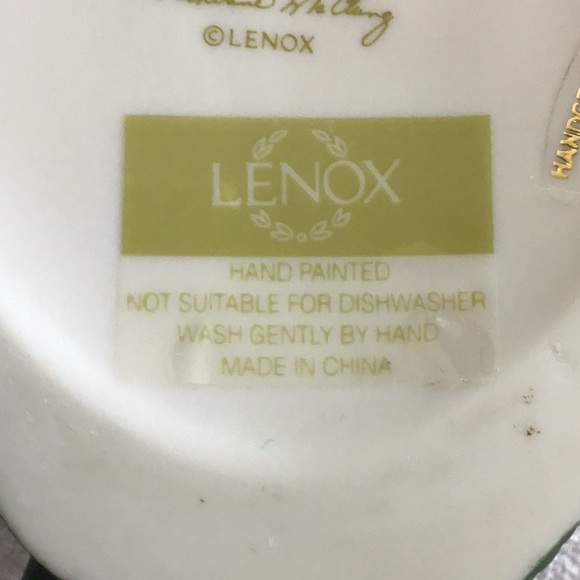 ©LENOX
LENOX
HAND PAINTED
NOT SUITABLE FOR DISHWASHER
WASH GENTLY BY HAND
MADE IN CHINA